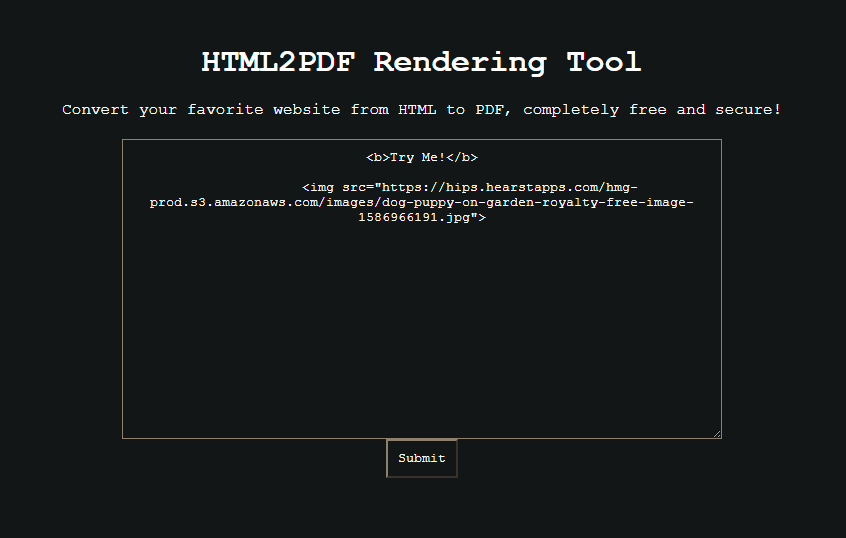 HTML2PDF Rendering Tool
Convert your favorite website from HTML to PDF, completely free and secure!
<b>Try Me!</b>
<img src="https://hips.hearstapps.com/hmg-
prod.s3.amazonaws.com/images/dog-puppy-on-garden-royalty-free-image-
1586966191.jpg">
Submit